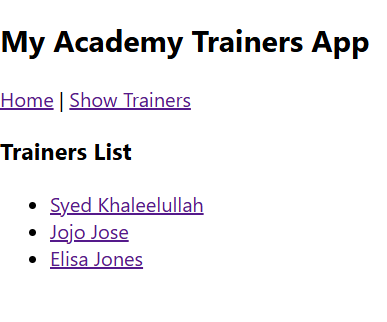 My Academy Trainers App
Home | Show Trainers
Trainers List
Syed Khaleelullah
Jojo Jose
Elisa Jones